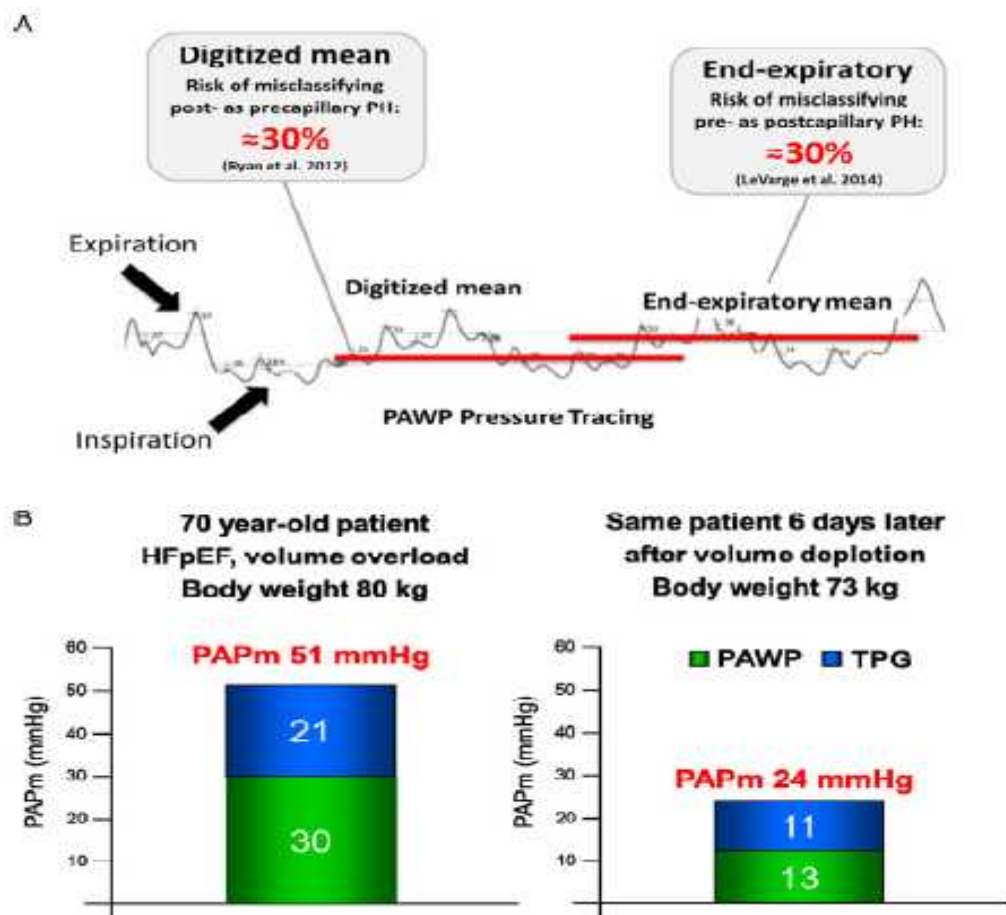 A
Digitized mean
Risk of misclassifying
post- as precapillary PH:
≈30%
(Ryan et al. 2012)
End-expiratory
Risk of misclassifying
pre- as postcapillary PH:
≈30%
(LeVarge et al. 2014)
Expiration
Digitized mean
End-expiratory mean
Inspiration
PAWP Pressure Tracing
B
70 year-old patient
HFpEF, volume overload
Body weight 80 kg
Same patient 6 days later
after volume depletion
Body weight 73 kg
PAPm (mmHg)
60
50
40
30
20
10
PAPm 51 mmHg
21
30
PAPm (mmHg)
60
50
40
30
20
10
PAWP TPG
PAPm 24 mmHg
11
13